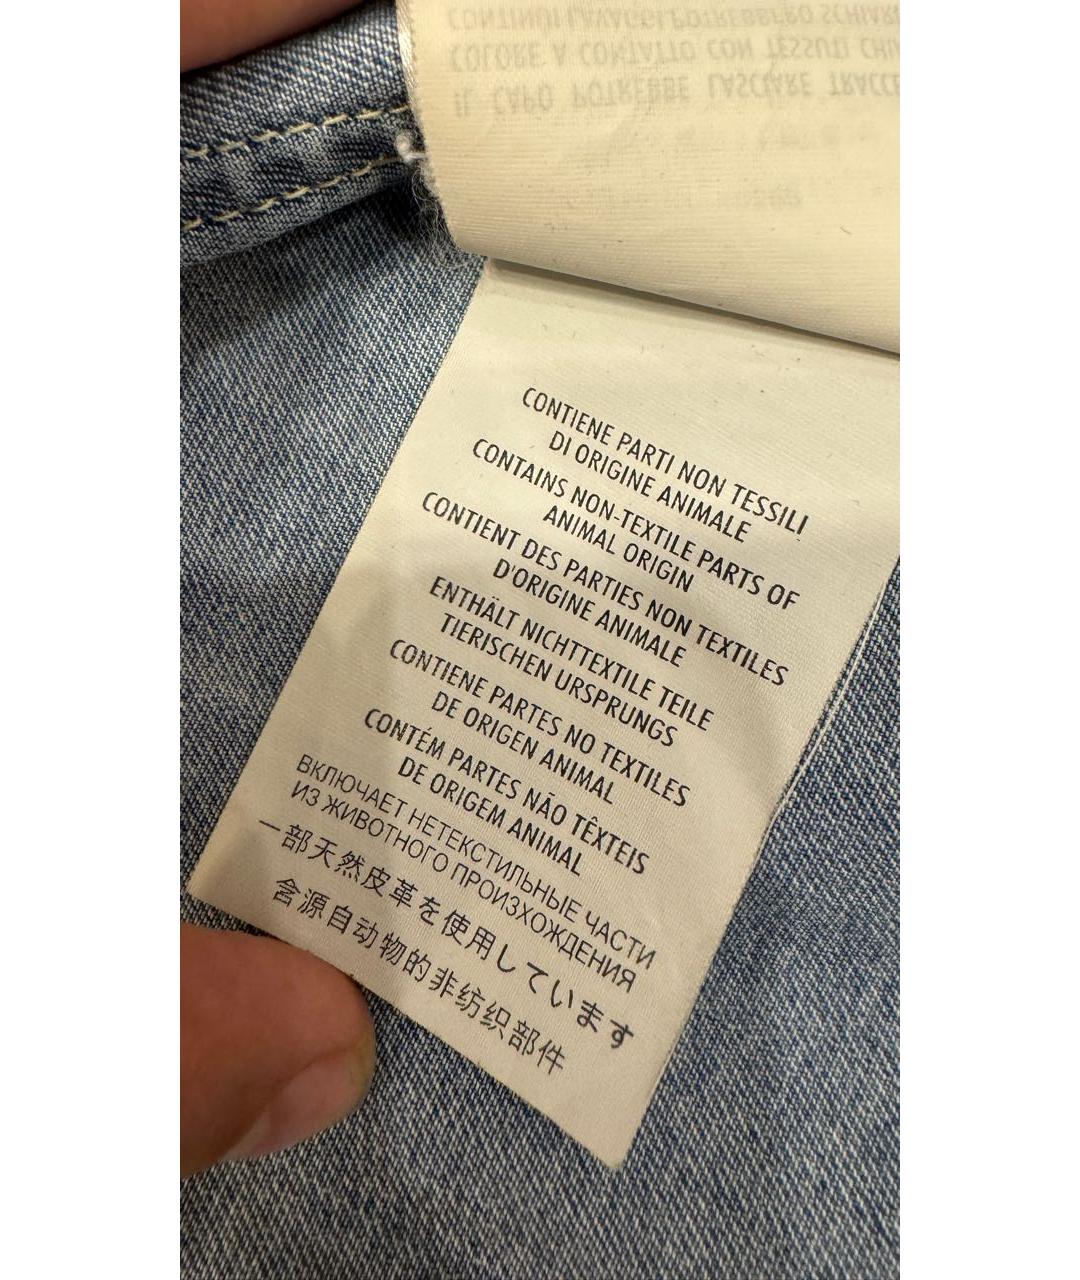 CONTINUI LAVAGGI POTREBBERO
COLORE A CONTATTO CON TESSUTI
IL CAPO POTREBBE LASCIARE
CONTIENE PARTI NON TESSILI
DI ORIGINE ANIMALE
CONTAINS NON-TEXTILE PARTS OF
ANIMAL ORIGIN
CONTIENT DES PARTIES NON TEXTILES
D'ORIGINE ANIMALE
ENTHÄLT NICHTTEXTILE TEILE
TIERISCHEN URSPRUNGS
CONTIENE PARTES NO TEXTILES
DE ORIGEN ANIMAL
CONTÉM PARTES NÃO TÊXTEIS
DE ORIGEM ANIMAL
ВКЛЮЧАЕТ НЕТЕКСТИЛЬНЫЕ ЧАСТИ
ИЗ ЖИВОТНОГО ПРОИЗХОЖДЕНИЯ
一部天然皮革を使用しています
含源自动物的非纺织部件